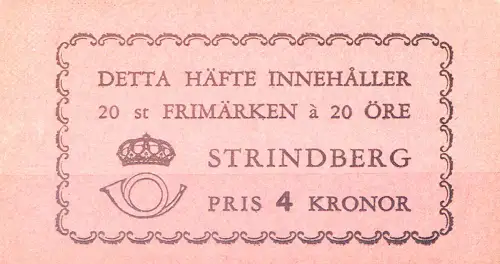 DETTA HÄFTE INNEHÅLLER
20 st FRIMÄRKEN à 20 ÖRE
STRINDBERG
PRIS 4 KRONOR